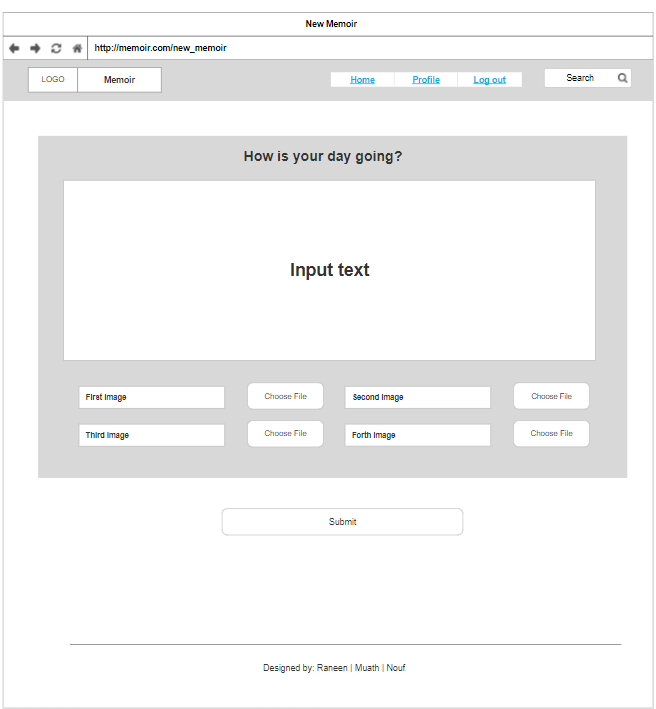 New Memoir
http://memoir.com/new_memoir
LOGO Memoir Home Profile Log out Search
How is your day going?
Input text
First Image Choose File Second Image Choose File
Third Image Choose File Forth Image Choose File
Submit
Designed by: Raneen | Muath | Nouf